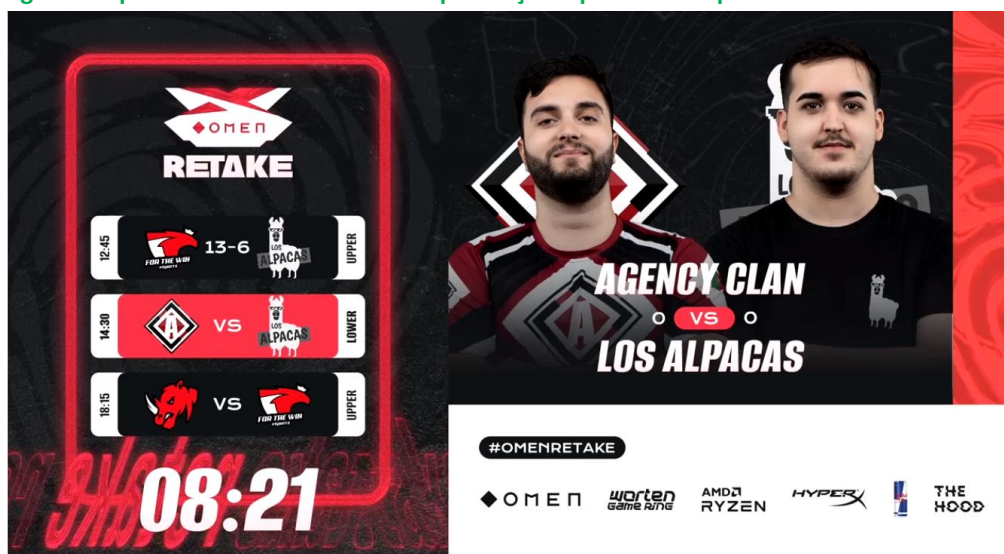 OMEN
RETAKE
12:45
FOR THE WIN
esports
13-6
LOS
ALPACAS
UPPER
14:30
A
VS
LOS
ALPACAS
LOWER
18:15
VS
FOR THE WIN
esports
UPPER
08:21
AGENCY CLAN
0 VS 0
LOS ALPACAS
#OMENRETAKE
OMEN
worten
GAME RING
AMD
RYZEN
HYPERX
THE
HOOD